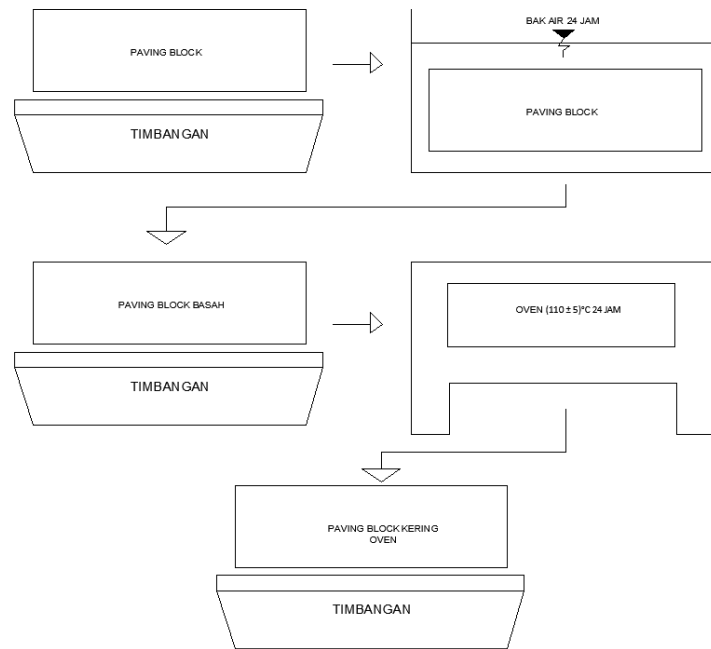 PAVING BLOCK
TIMBANGAN
BAK AIR 24 JAM
PAVING BLOCK
PAVING BLOCK BASAH
TIMBANGAN
OVEN (110 ± 5)°C 24 JAM
PAVING BLOCK KERING
OVEN
TIMBANGAN